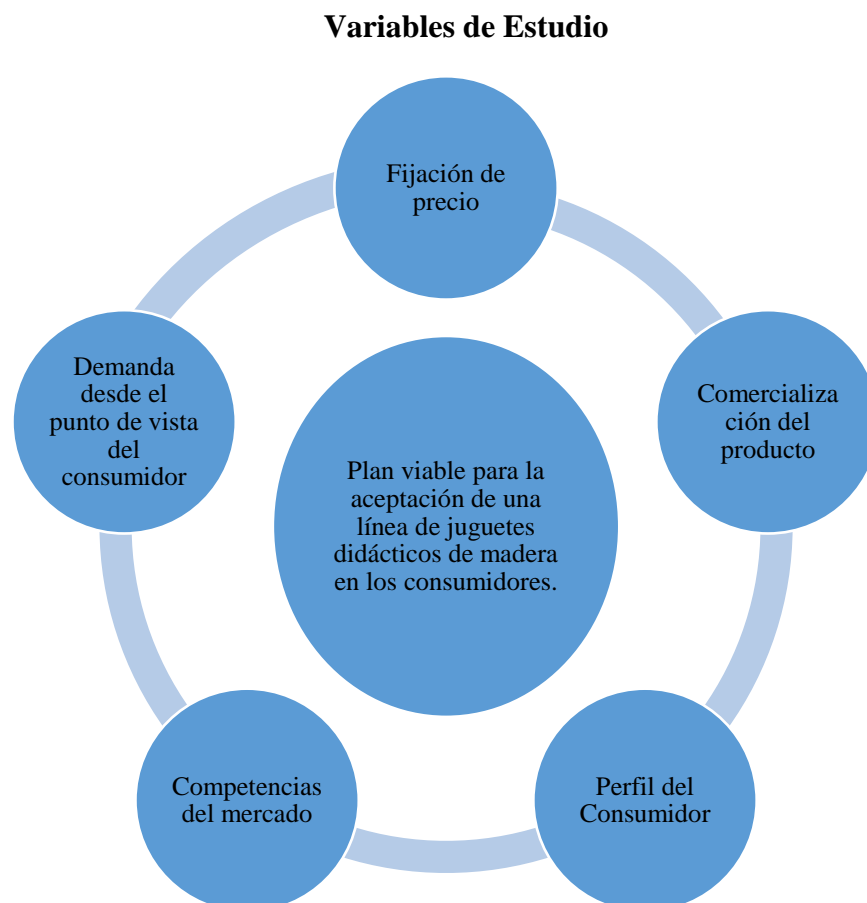 Variables de Estudio
Fijación de
precio
Demanda
desde el
punto de vista
del
consumidor
Comercializa
ción del
producto
Plan viable para la
aceptación de una
línea de juguetes
didácticos de madera
en los consumidores.
Competencias
del mercado
Perfil del
Consumidor